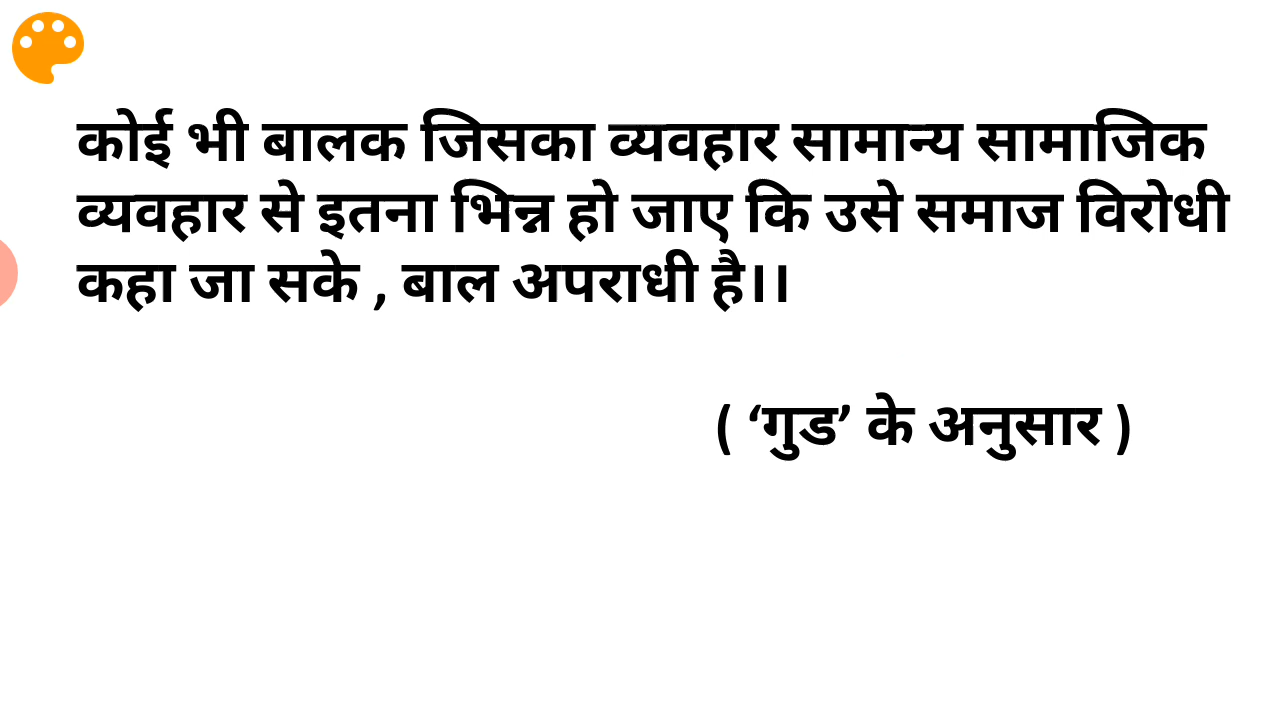 कोई भी बालक जिसका व्यवहार सामान्य सामाजिक
व्यवहार से इतना भिन्न हो जाए कि उसे समाज विरोधी
कहा जा सके , बाल अपराधी है।।
( ‘गुड’ के अनुसार )